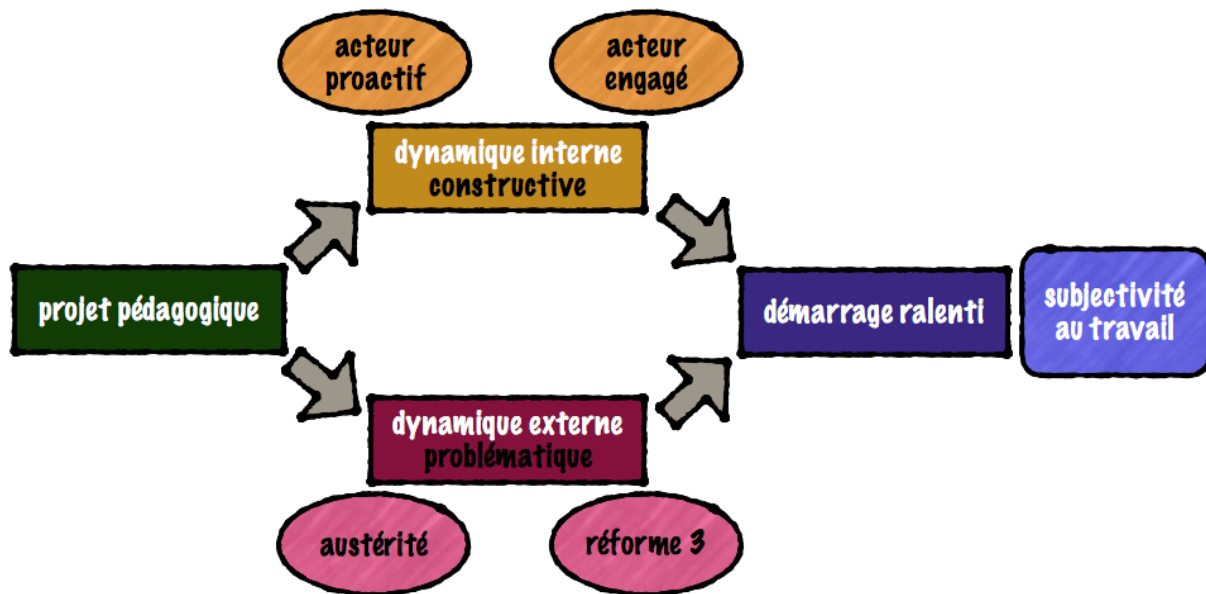 acteur
proactif
acteur
engagé
dynamique interne
constructive
projet pédagogique
démarrage ralenti
subjectivité
au travail
dynamique externe
problématique
austérité
réforme 3